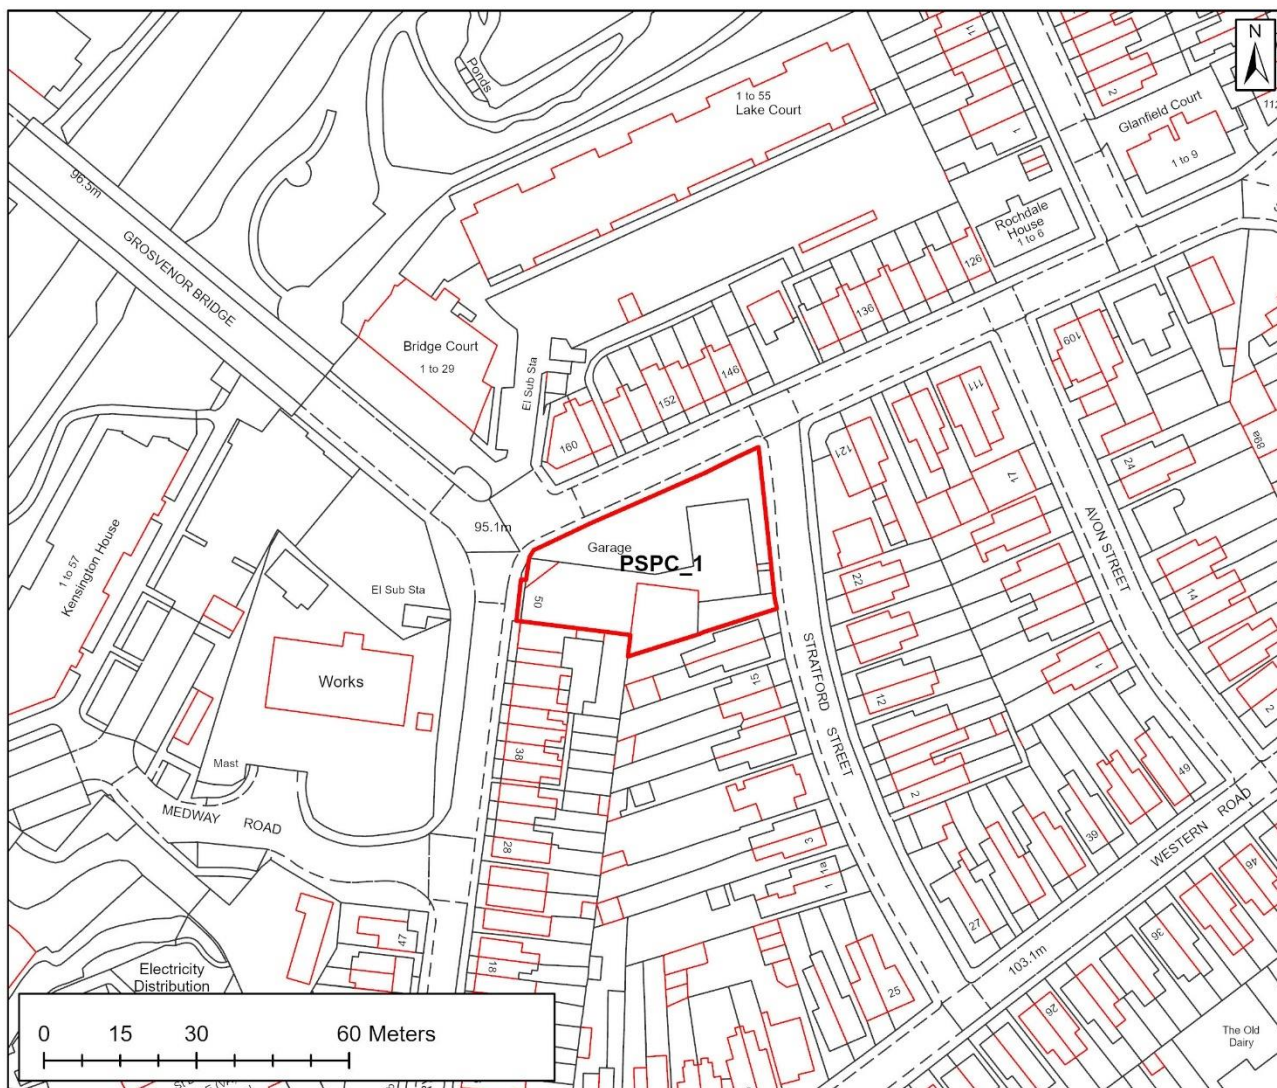 N
Ponds
1 to 55
Lake Court
11
2
1
Glanfield Court
1 to 9
112
96.5m
GROSVENOR BRIDGE
Rochdale
House
1 to 6
126
136
Bridge Court
1 to 29
El Sub Sta
146
152
160
109
111
121
17
24
89a
95.1m
Garage
PSPC_1
50
Kensington House
1 to 57
El Sub Sta
Works
Mast
MEDWAY ROAD
22
AVON STREET
14
1
2
15
STRATFORD STREET
12
2
38
28
18
3
1a
1
49
39
27
WESTERN ROAD
46
36
26
103.1m
25
47
Electricity
Distribution
The Old
Dairy
0 15 30 60 Meters